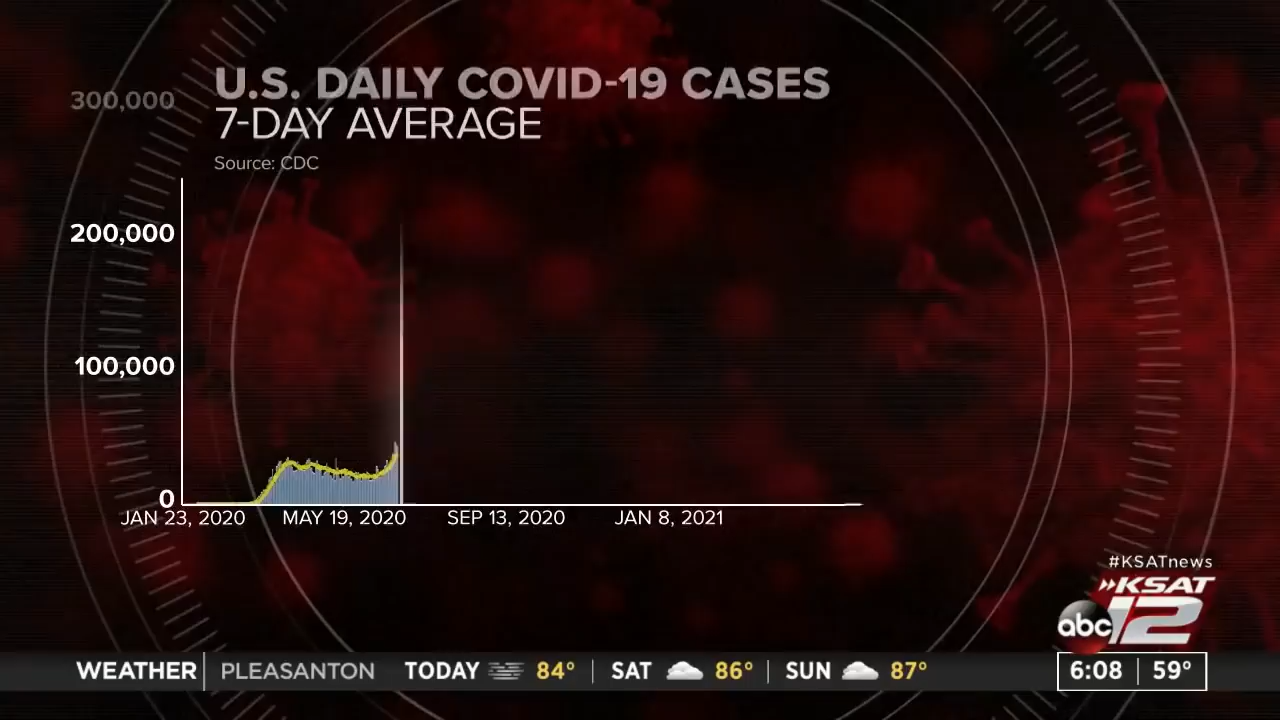 U.S. DAILY COVID-19 CASES
7-DAY AVERAGE
Source: CDC
300,000
200,000
100,000
0
JAN 23, 2020 MAY 19, 2020 SEP 13, 2020 JAN 8, 2021
#KSATnews
KSAT
abc 12
WEATHER PLEASANTON TODAY 84° SAT 86° SUN 87° 6:08 59°